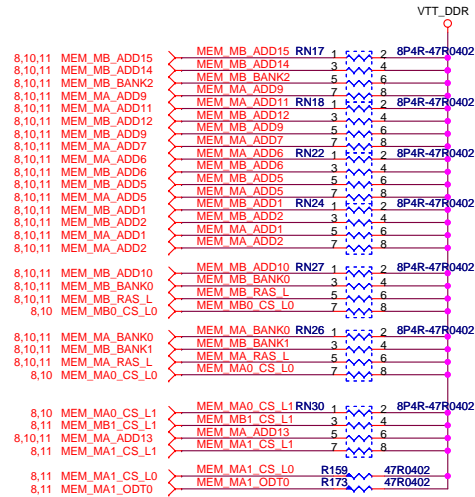 VTT_DDR
8,10,11 MEM_MB_ADD15 MEM_MB_ADD15 RN17 1 2 8P4R-47R0402
8,10,11 MEM_MB_ADD14 MEM_MB_ADD14 3 4
8,10,11 MEM_MB_BANK2 MEM_MB_BANK2 5 6
8,10,11 MEM_MA_ADD9 MEM_MA_ADD9 7 8
8,10,11 MEM_MA_ADD11 MEM_MA_ADD11 RN18 1 2 8P4R-47R0402
8,10,11 MEM_MB_ADD12 MEM_MB_ADD12 3 4
8,10,11 MEM_MB_ADD9 MEM_MB_ADD9 5 6
8,10,11 MEM_MA_ADD7 MEM_MA_ADD7 7 8
8,10,11 MEM_MA_ADD6 MEM_MA_ADD6 RN22 1 2 8P4R-47R0402
8,10,11 MEM_MB_ADD6 MEM_MB_ADD6 3 4
8,10,11 MEM_MB_ADD5 MEM_MB_ADD5 5 6
8,10,11 MEM_MA_ADD5 MEM_MA_ADD5 7 8
8,10,11 MEM_MB_ADD1 MEM_MB_ADD1 RN24 1 2 8P4R-47R0402
8,10,11 MEM_MB_ADD2 MEM_MB_ADD2 3 4
8,10,11 MEM_MA_ADD1 MEM_MA_ADD1 5 6
8,10,11 MEM_MA_ADD2 MEM_MA_ADD2 7 8
8,10,11 MEM_MB_ADD10 MEM_MB_ADD10 RN27 1 2 8P4R-47R0402
8,10,11 MEM_MB_BANK0 MEM_MB_BANK0 3 4
8,10,11 MEM_MB_RAS_L MEM_MB_RAS_L 5 6
8,10 MEM_MB0_CS_L0 MEM_MB0_CS_L0 7 8
8,10,11 MEM_MA_BANK0 MEM_MA_BANK0 RN26 1 2 8P4R-47R0402
8,10,11 MEM_MB_BANK1 MEM_MB_BANK1 3 4
8,10,11 MEM_MA_RAS_L MEM_MA_RAS_L 5 6
8,10 MEM_MA0_CS_L0 MEM_MA0_CS_L0 7 8
8,10 MEM_MA0_CS_L1 MEM_MA0_CS_L1 RN30 1 2 8P4R-47R0402
8,11 MEM_MB1_CS_L1 MEM_MB1_CS_L1 3 4
8,10,11 MEM_MA_ADD13 MEM_MA_ADD13 5 6
8,11 MEM_MA1_CS_L1 MEM_MA1_CS_L1 7 8
8,11 MEM_MA1_CS_L0 MEM_MA1_CS_L0 R159 47R0402
8,11 MEM_MA1_ODT0 MEM_MA1_ODT0 R173 47R0402